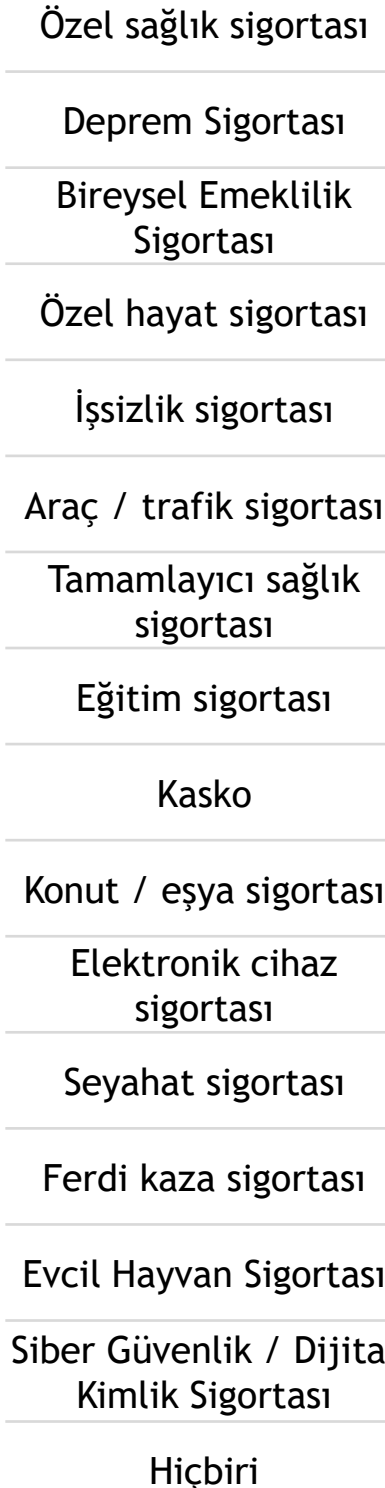 Özel sağlık sigortası
Deprem Sigortası
Bireysel Emeklilik
Sigortası
Özel hayat sigortası
İşsizlik sigortası
Araç / trafik sigortası
Tamamlayıcı sağlık
sigortası
Eğitim sigortası
Kasko
Konut / eşya sigortası
Elektronik cihaz
sigortası
Seyahat sigortası
Ferdi kaza sigortası
Evcil Hayvan Sigortası
Siber Güvenlik / Dijita
Kimlik Sigortası
Hiçbiri